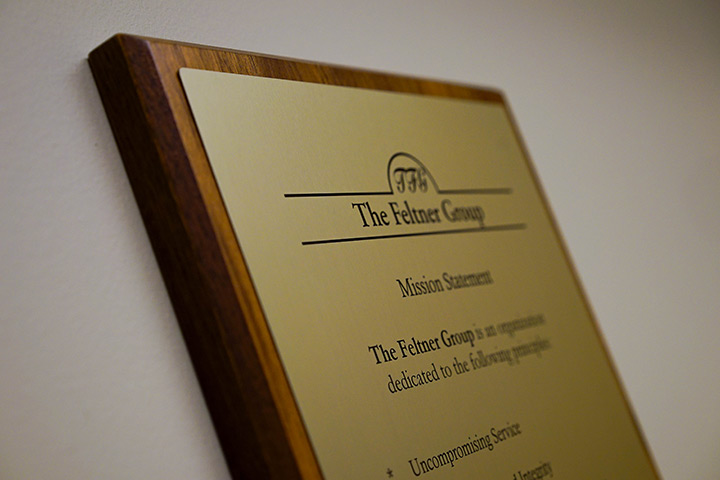 TFG
The Feltner Group
Mission Statement
The Feltner Group is an organization
dedicated to the following principles:
* Uncompromising Service
Integrity